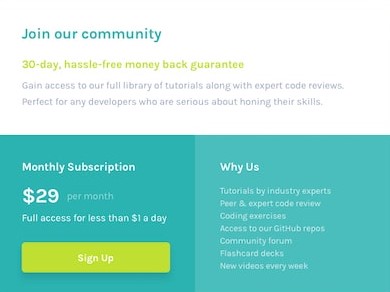 Join our community
30-day, hassle-free money back guarantee
Gain access to our full library of tutorials along with expert code reviews.
Perfect for any developers who are serious about honing their skills.
Monthly Subscription
$29 per month
Full access for less than $1 a day
Sign Up
Why Us
Tutorials by industry experts
Peer & expert code review
Coding exercises
Access to our GitHub repos
Community forum
Flashcard decks
New videos every week